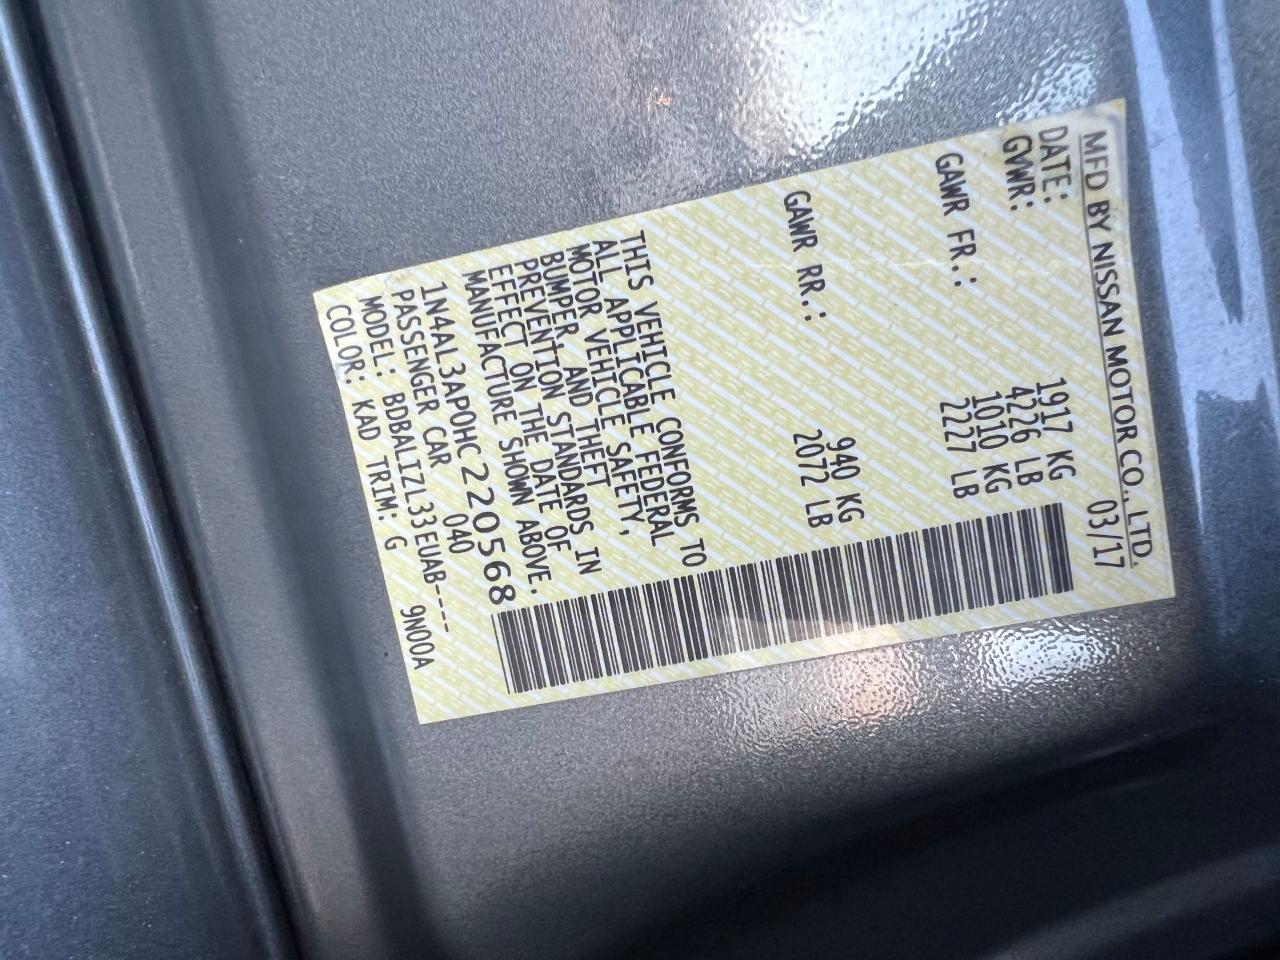 MFD BY NISSAN MOTOR CO., LTD.
DATE: 03/17
GVWR: 1917 KG
4226 LB
GAWR FR.: 1010 KG
2227 LB
GAWR RR.: 940 KG
2072 LB
THIS VEHICLE CONFORMS TO
ALL APPLICABLE FEDERAL
MOTOR VEHICLE SAFETY,
BUMPER AND THEFT
PREVENTION STANDARDS IN
EFFECT ON THE DATE OF
MANUFACTURE SHOWN ABOVE.
1N4AL3AP0HC220568
PASSENGER CAR 040
MODEL: BDBALIZL33EUAB----
COLOR: KAD TRIM: G 9N00A